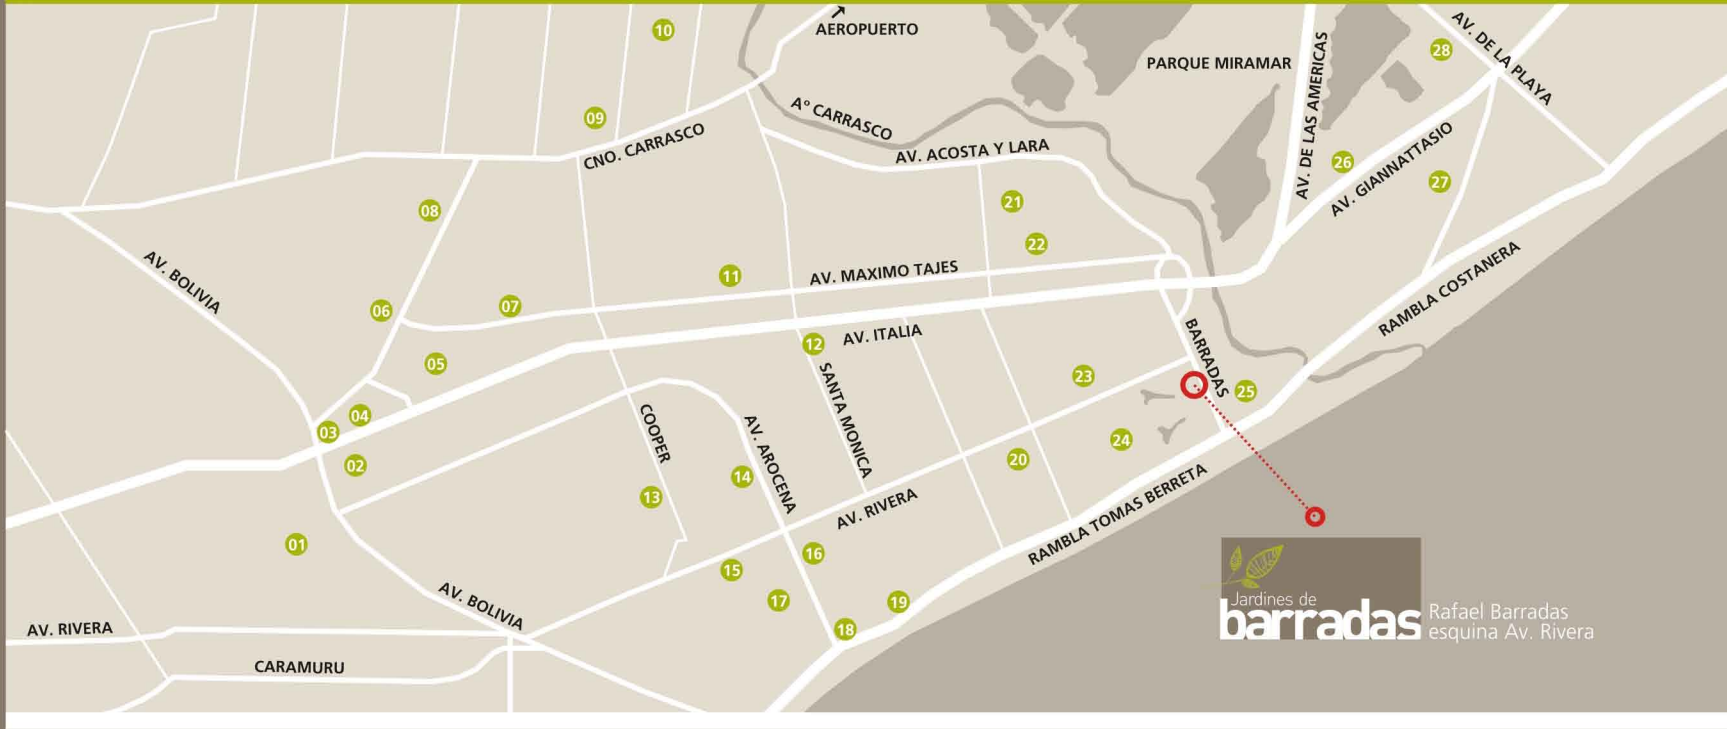 10
AEROPUERTO
AV. DE LA PLAYA
28
PARQUE MIRAMAR
AV. DE LAS AMERICAS
09
Aº CARRASCO
CNO. CARRASCO
AV. ACOSTA Y LARA
26
AV. GIANNATTASIO
27
08
21
22
AV. BOLIVIA
11
AV. MAXIMO TAJES
RAMBLA COSTANERA
06
07
12
AV. ITALIA
BARRADAS
05
SANTA MONICA
23
25
04
03
COOPER
AV. AROCENA
24
02
14
20
13
AV. RIVERA
RAMBLA TOMAS BERRETA
01
16
15
17
19
AV. BOLIVIA
18
AV. RIVERA
CARAMURU
Jardines de
barradas
Rafael Barradas
esquina Av. Rivera